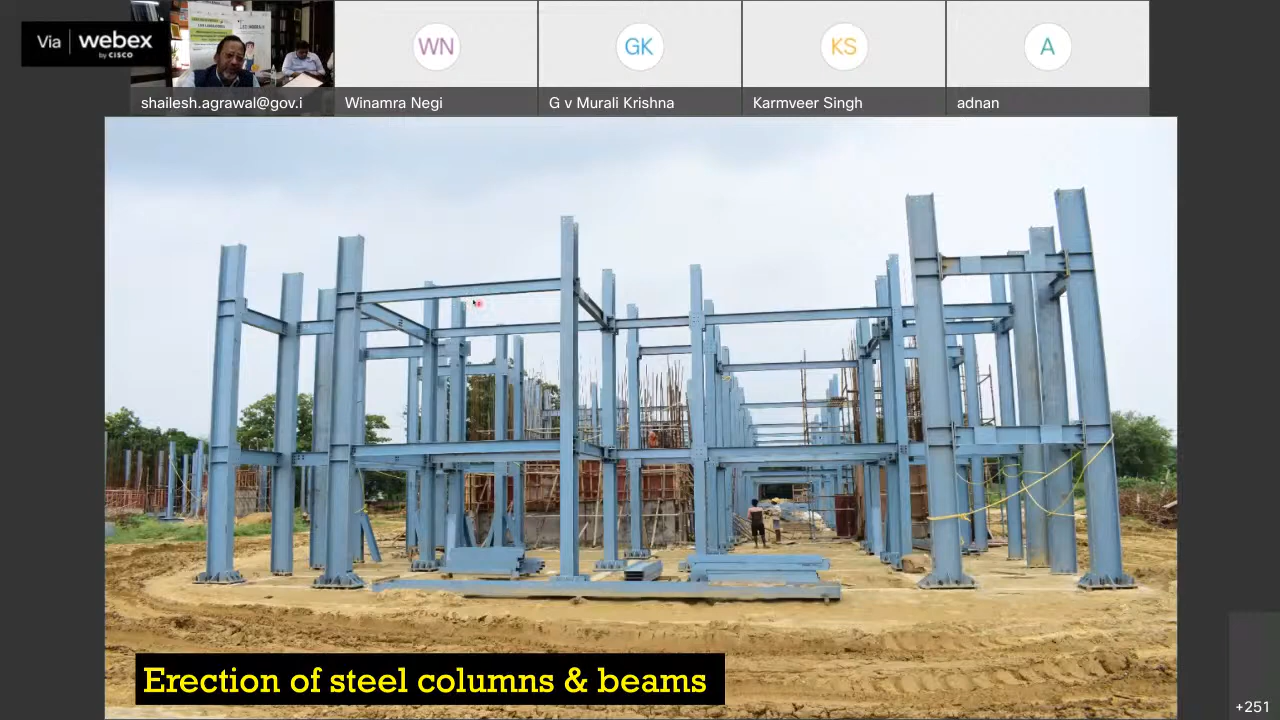 Via webex
by CISCO
WN
GK
KS
A
shailesh.agrawal@gov.i
Winamra Negi
G v Murali Krishna
Karmveer Singh
adnan
Erection of steel columns & beams
+251